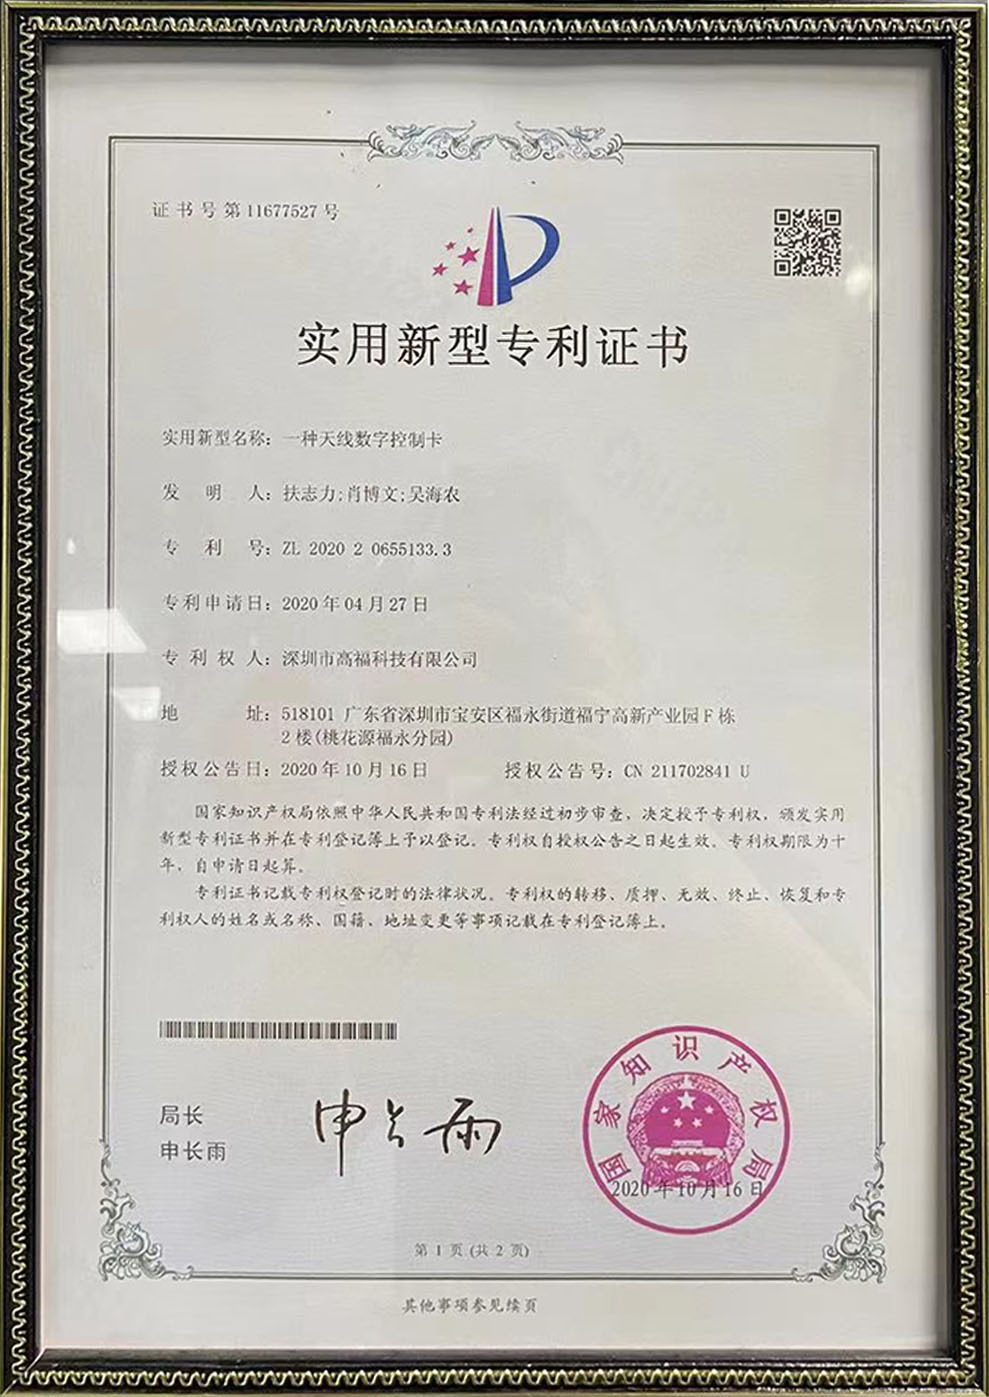 证书号第11677527号
实用新型专利证书
实用新型名称：一种天线数字控制卡
发明人：扶志力;肖博文;吴海农
专利号：ZL 2020 2 0655133.3
专利申请日：2020年04月27日
专利权人：深圳市高福科技有限公司
地址：518101 广东省深圳市宝安区福永街道福宁高新产业园F栋
2楼(桃花源福永分园)
授权公告日：2020年10月16日 授权公告号：CN 211702841 U
国家知识产权局依照中华人民共和国专利法经过初步审查，决定授予专利权，颁发实用
新型专利证书并在专利登记簿上予以登记。专利权自授权公告之日起生效。专利权期限为十
年，自申请日起算。
专利证书记载专利权登记时的法律状况。专利权的转移、质押、无效、终止、恢复和专
利权人的姓名或名称、国籍、地址变更等事项记载在专利登记簿上。
局长
申长雨
申长雨
国家知识产权局
2020年10月16日
第 1 页 (共 2 页)
其他事项参见续页